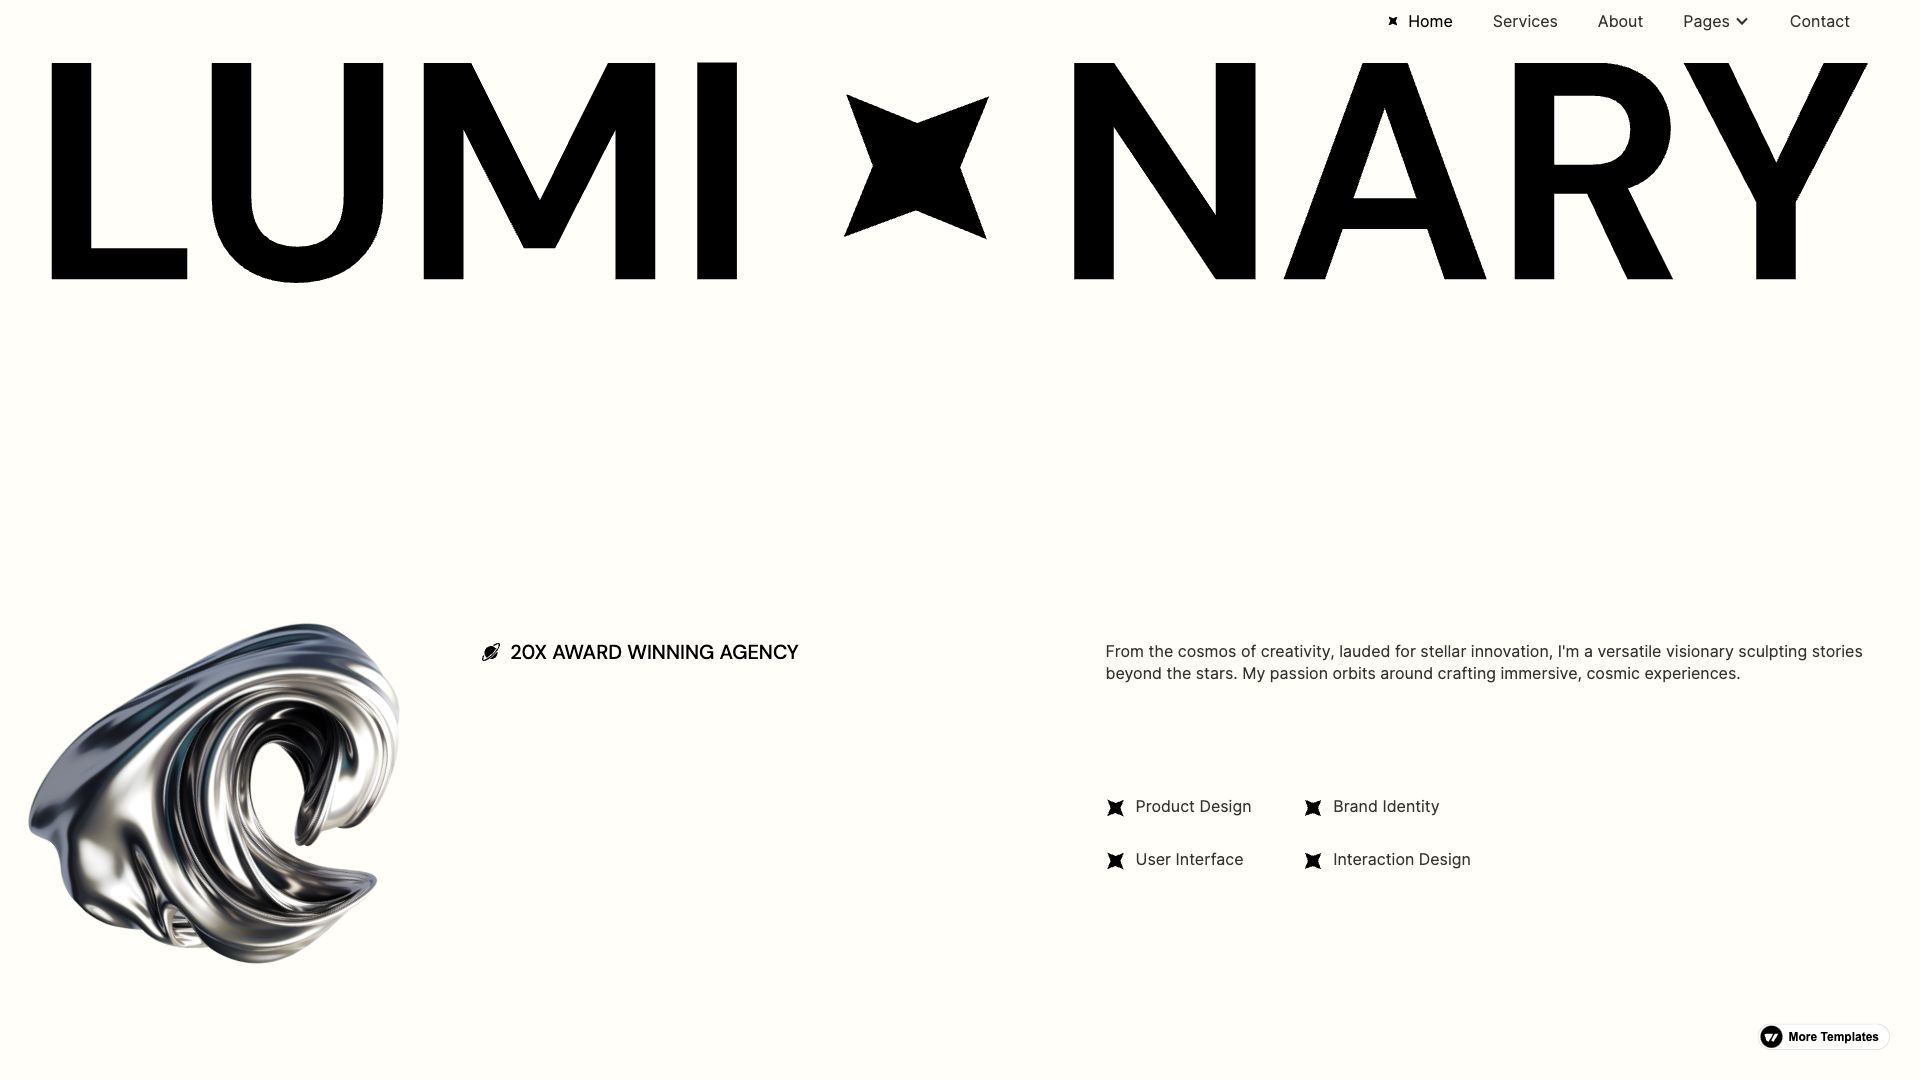 Home Services About Pages Contact
LUMI NARY
20X AWARD WINNING AGENCY
From the cosmos of creativity, lauded for stellar innovation, I'm a versatile visionary sculpting stories
beyond the stars. My passion orbits around crafting immersive, cosmic experiences.
Product Design Brand Identity
User Interface Interaction Design
More Templates